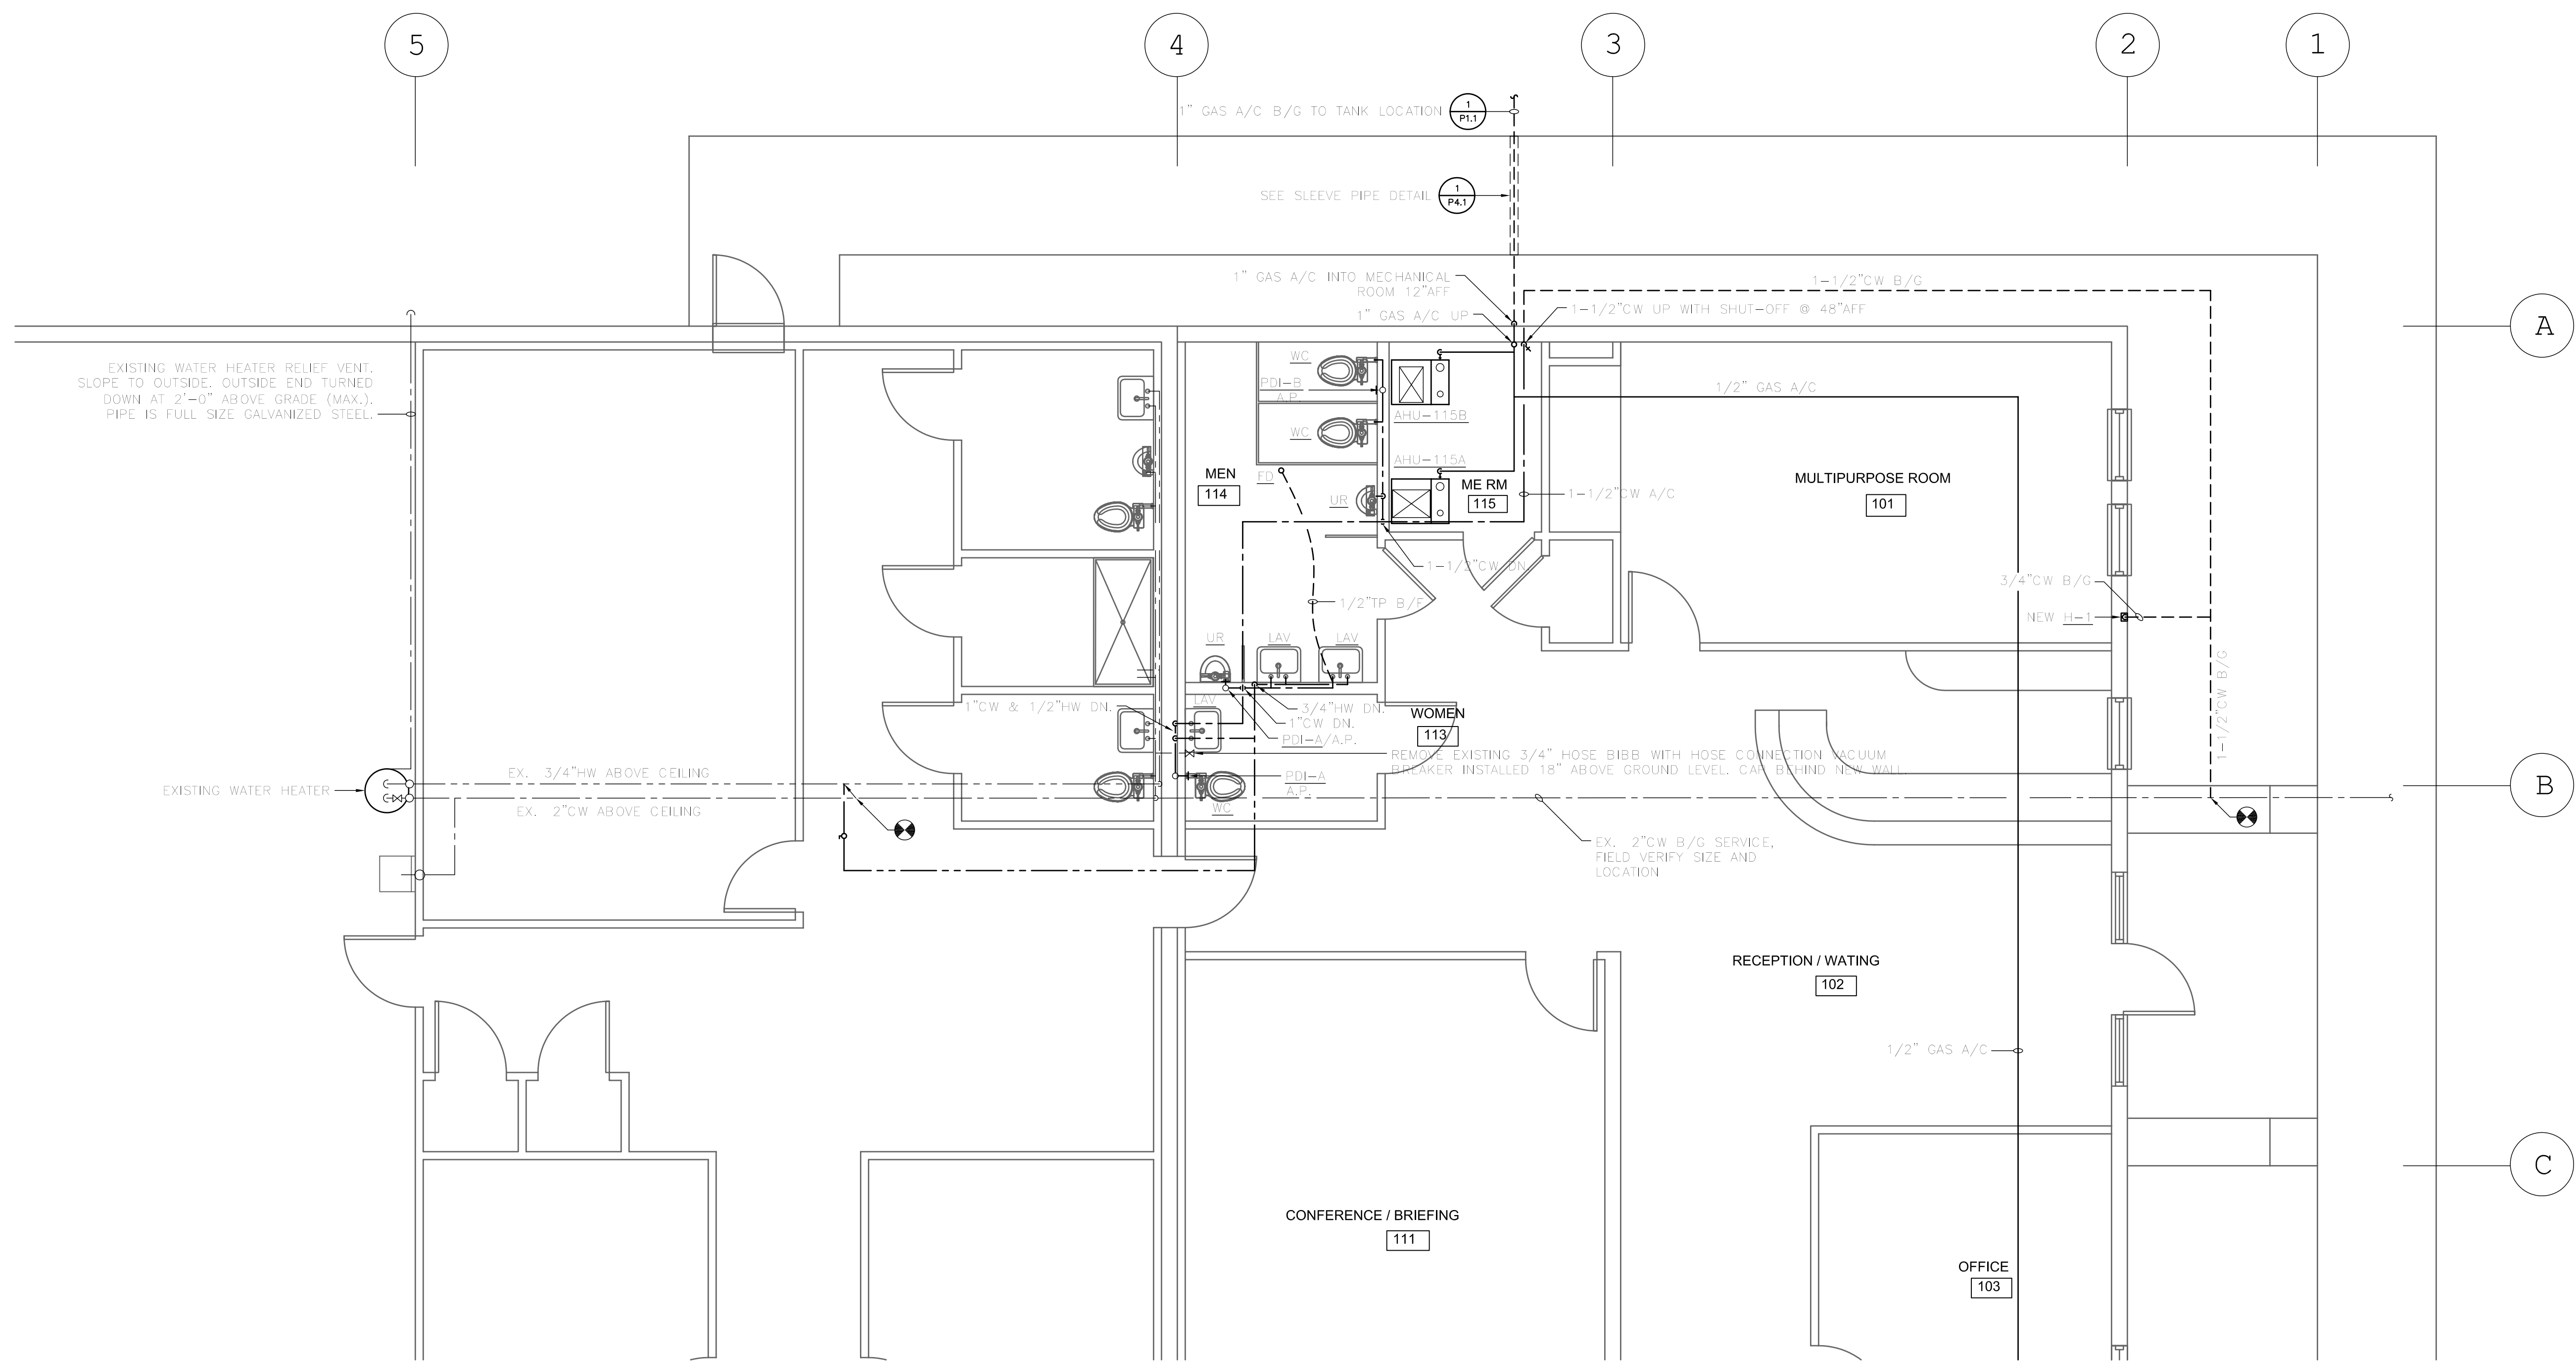 5
4
3
2
1
1" GAS A/C B/G TO TANK LOCATION
1
P1.1
SEE SLEEVE PIPE DETAIL
1
P4.1
1" GAS A/C INTO MECHANICAL
ROOM 12"AFF
1" GAS A/C UP
1-1/2"CW B/G
1-1/2"CW UP WITH SHUT-OFF @ 48"AFF
A
EXISTING WATER HEATER RELIEF VENT.
SLOPE TO OUTSIDE. OUTSIDE END TURNED
DOWN AT 2'-0" ABOVE GRADE (MAX.).
PIPE IS FULL SIZE GALVANIZED STEEL.
WC
PDI-B
A.P.
AHU-115B
1/2" GAS A/C
WC
AHU-115A
MEN
114
FD
UR
ME RM
115
1-1/2"CW A/C
MULTIPURPOSE ROOM
101
1-1/2"CW DN.
1/2"TP B/F
3/4"CW B/G
NEW H-1
UR
LAV
LAV
1-1/2"CW B/G
LAV
1"CW & 1/2"HW DN.
3/4"HW DN.
1"CW DN.
PDI-A/A.P.
WOMEN
113
REMOVE EXISTING 3/4" HOSE BIBB WITH HOSE CONNECTION VACUUM
BREAKER INSTALLED 18" ABOVE GROUND LEVEL. CAP BEHIND NEW WALL.
EX. 3/4"HW ABOVE CEILING
PDI-A
A.P.
EXISTING WATER HEATER
EX. 2"CW ABOVE CEILING
WC
B
EX. 2"CW B/G SERVICE,
FIELD VERIFY SIZE AND
LOCATION
RECEPTION / WATING
102
1/2" GAS A/C
C
CONFERENCE / BRIEFING
111
OFFICE
103